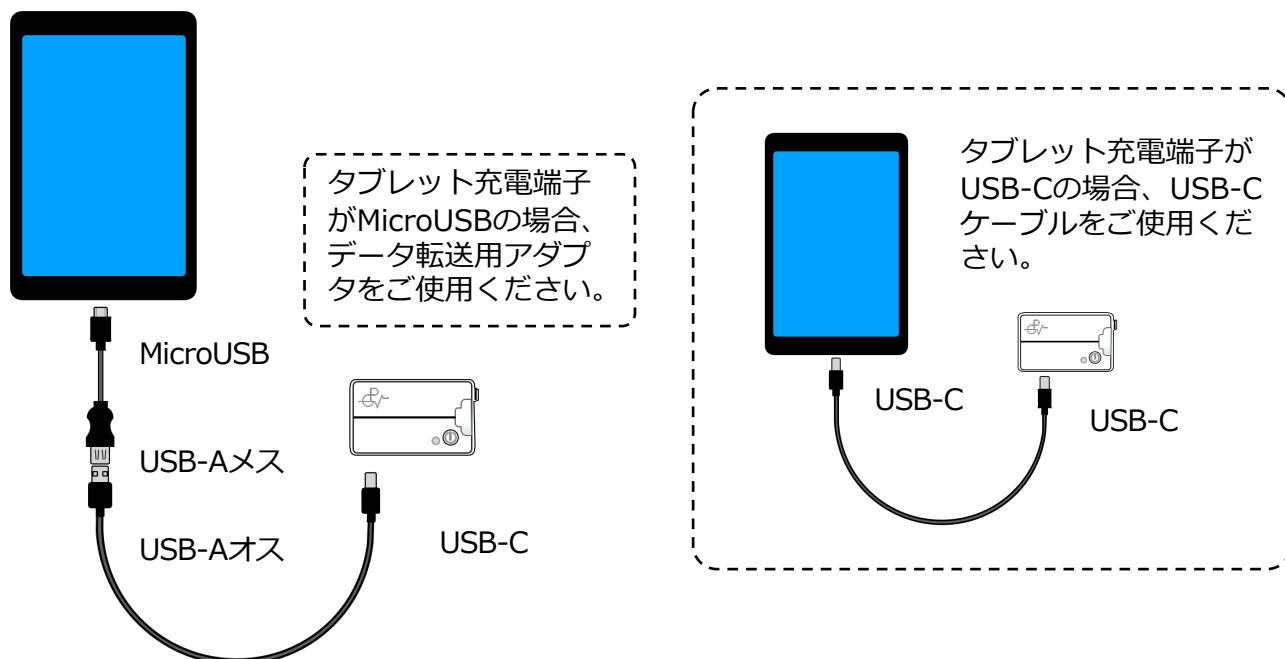 タブレット充電端子
がMicroUSBの場合、
データ転送用アダプ
タをご使用ください。
MicroUSB
USB-Aメス
USB-Aオス
USB-C
タブレット充電端子が
USB-Cの場合、USB-C
ケーブルをご使用くだ
さい。
USB-C
USB-C